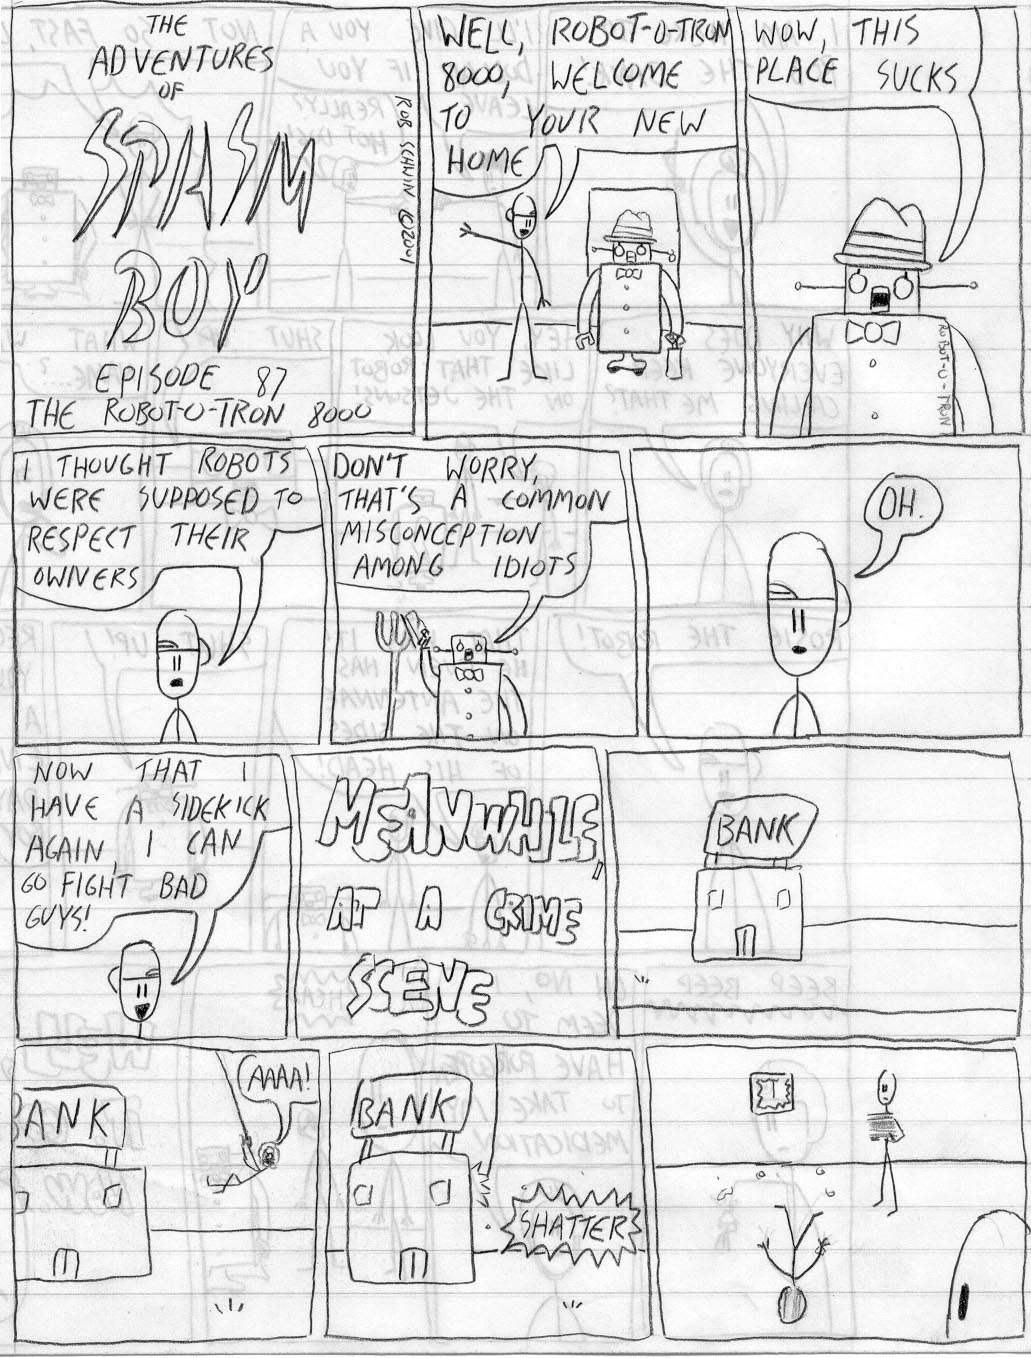 THE
ADVENTURES
OF
SPASM
BOY
EPISODE 87
THE ROBOT-O-TRON 8000
ROB SCHWIN ©2001
WELL, ROBOT-O-TRON
8000, WELCOME
TO YOUR NEW
HOME
WOW, THIS
PLACE SUCKS
ROBOT-O-TRON
I THOUGHT ROBOTS
WERE SUPPOSED TO
RESPECT THEIR
OWNERS
DON'T WORRY,
THAT'S A COMMON
MISCONCEPTION
AMONG IDIOTS
OH.
NOW THAT I
HAVE A SIDEKICK
AGAIN, I CAN
GO FIGHT BAD
GUYS!
MEANWHILE,
AT A CRIME
SCENE
BANK
BANK
AAAA!
BANK
SHATTER